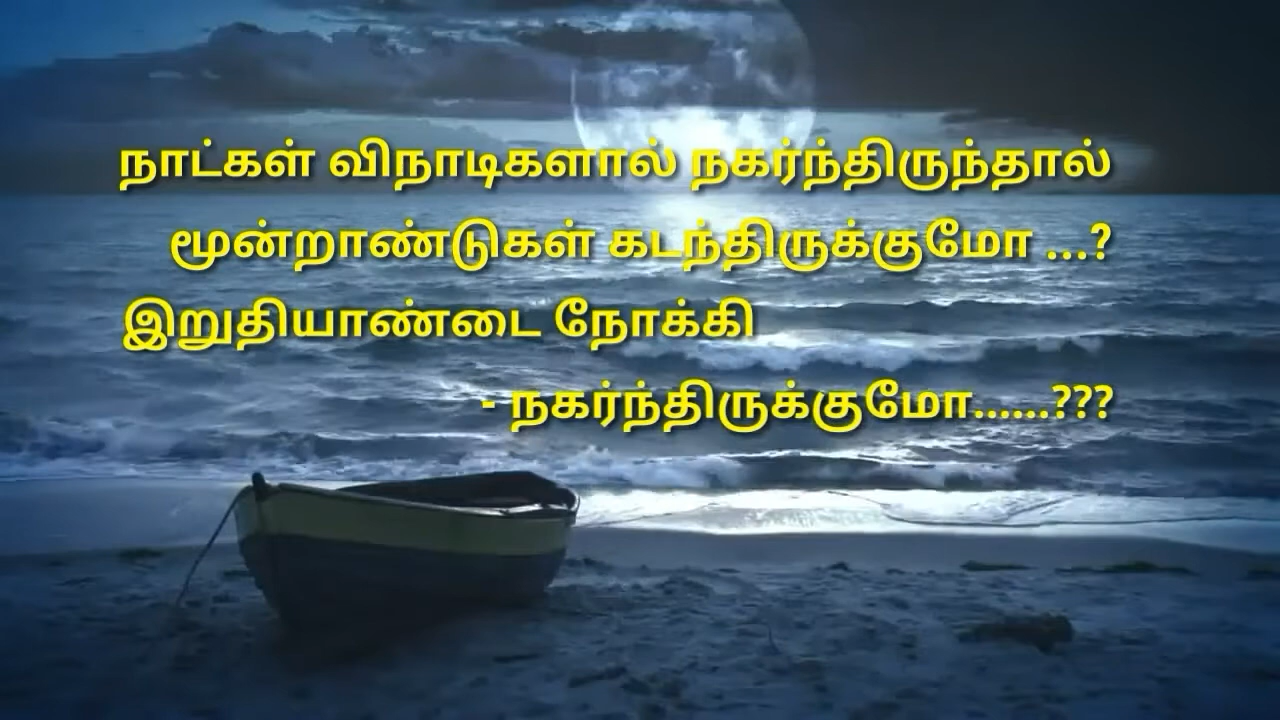 நாட்கள் விநாடிகளால் நகர்ந்திருந்தால்
மூன்றாண்டுகள் கடந்திருக்குமோ ...?
இறுதியாண்டை நோக்கி
- நகர்ந்திருக்குமோ......???